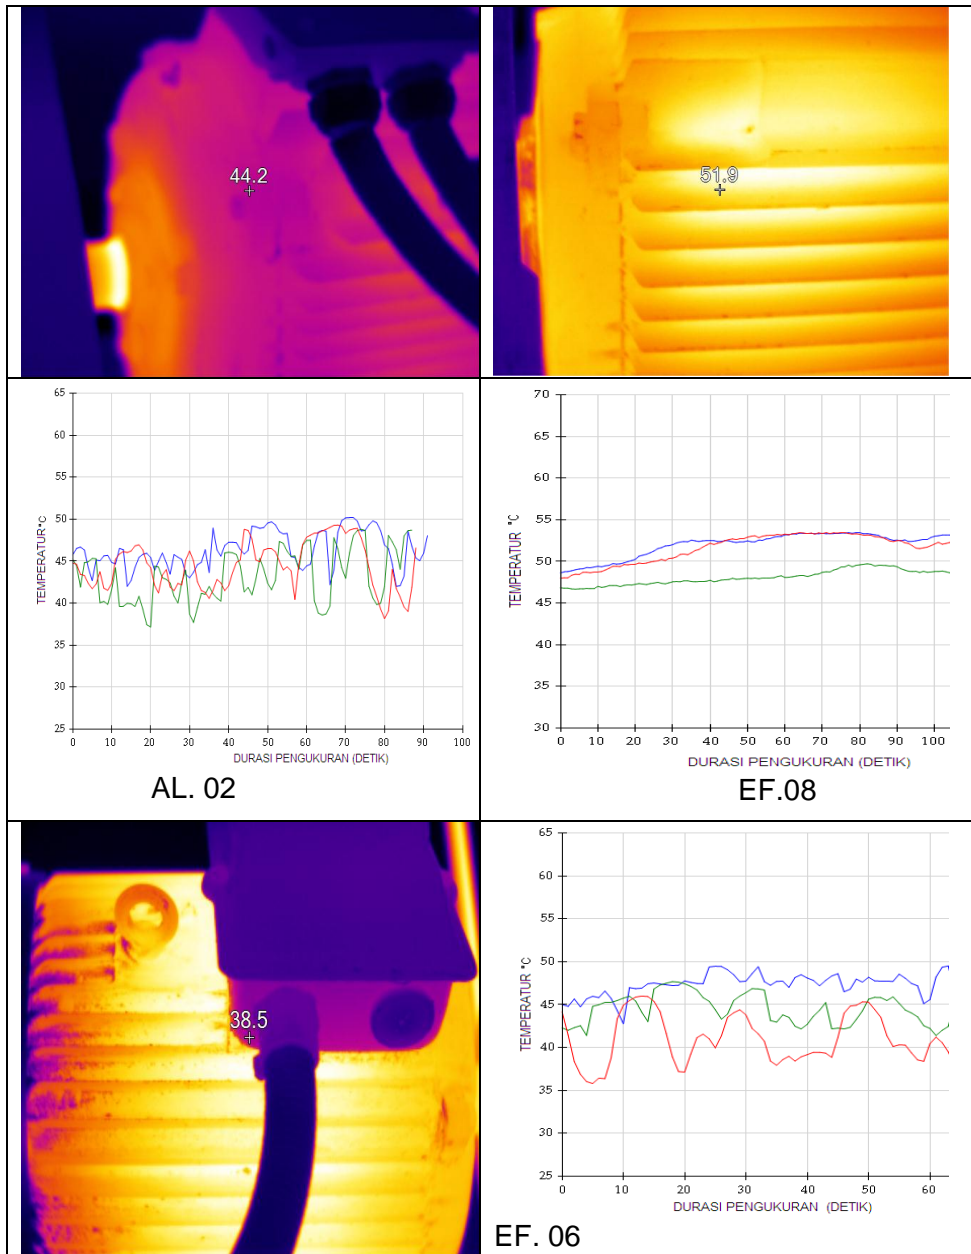 44.2
51.9
65
60
55
50
45
40
35
30
25
TEMPERATUR°C
0 10 20 30 40 50 60 70 80 90 100
DURASI PENGUKURAN (DETIK)
AL. 02
70
65
60
55
50
45
40
35
30
TEMPERATUR °C
0 10 20 30 40 50 60 70 80 90 100
DURASI PENGUKURAN (DETIK)
EF.08
38.5
65
60
55
50
45
40
35
30
25
TEMPERATUR °C
0 10 20 30 40 50 60
DURASI PENGUKURAN (DETIK)
EF. 06